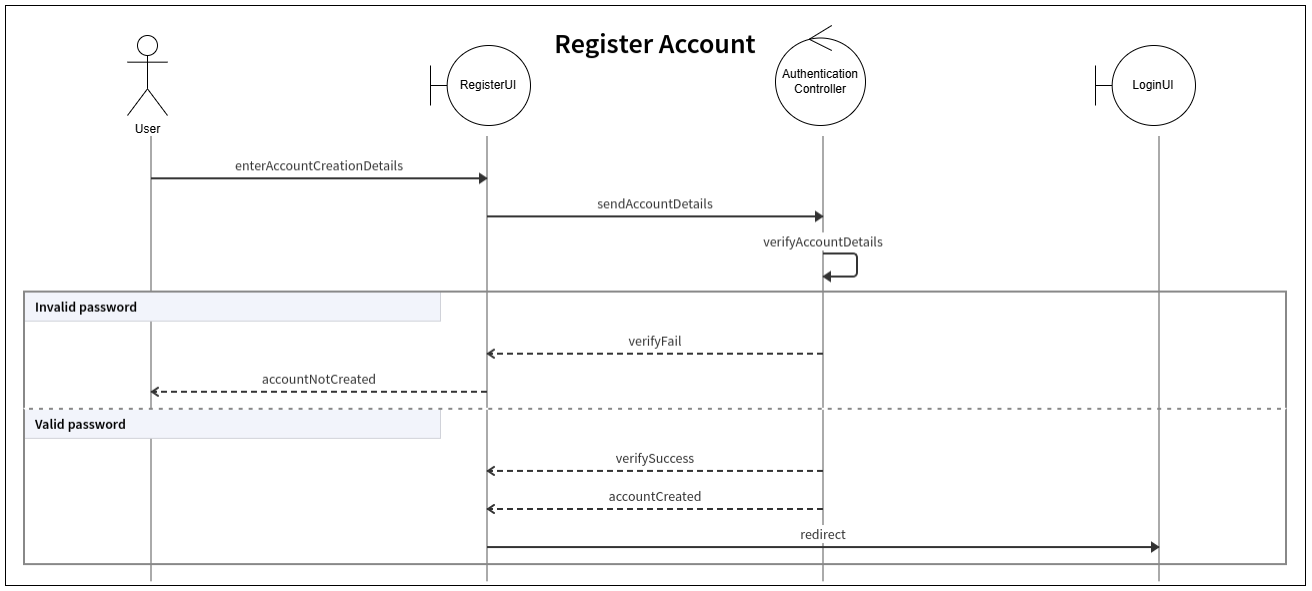 Register Account
User
RegisterUI
Authentication
Controller
LoginUI
enterAccountCreationDetails
sendAccountDetails
verifyAccountDetails
Invalid password
verifyFail
accountNotCreated
Valid password
verifySuccess
accountCreated
redirect